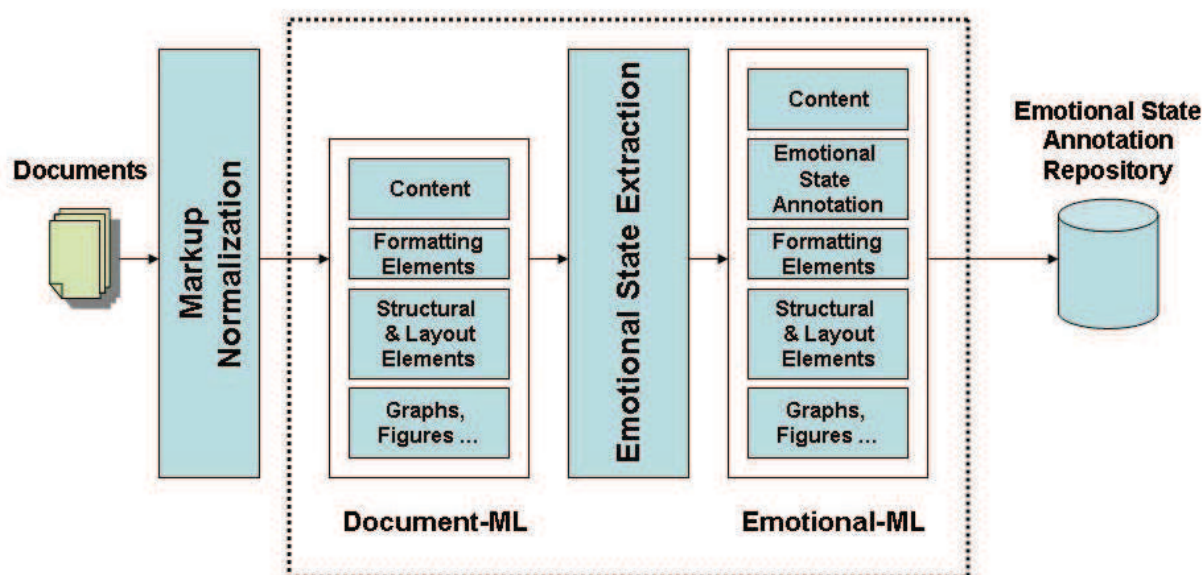 Documents
Markup
Normalization
Content
Formatting
Elements
Structural
& Layout
Elements
Graphs,
Figures ...
Document-ML
Emotional State Extraction
Content
Emotional
State
Annotation
Formatting
Elements
Structural
& Layout
Elements
Graphs,
Figures ...
Emotional-ML
Emotional State
Annotation
Repository